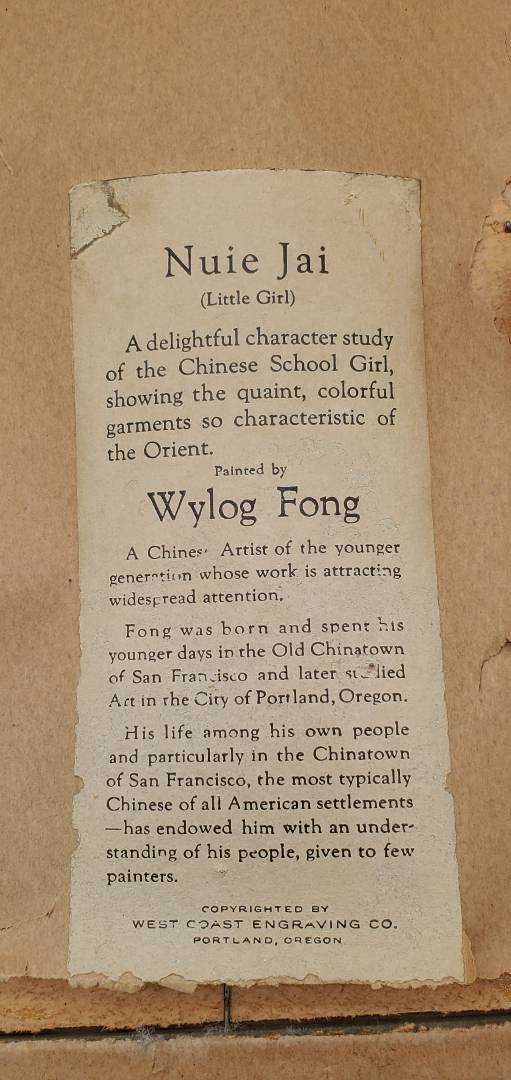 Nuie Jai
(Little Girl)
A delightful character study
of the Chinese School Girl,
showing the quaint, colorful
garments so characteristic of
the Orient.
Painted by
Wylog Fong
A Chines Artist of the younger
generation whose work is attracting
widespread attention.
Fong was born and spent his
younger days in the Old Chinatown
of San Francisco and later studied
Art in the City of Portland, Oregon.
His life among his own people
and particularly in the Chinatown
of San Francisco, the most typically
Chinese of all American settlements
—has endowed him with an under-
standing of his people, given to few
painters.
COPYRIGHTED BY
WEST COAST ENGRAVING CO.
PORTLAND, OREGON